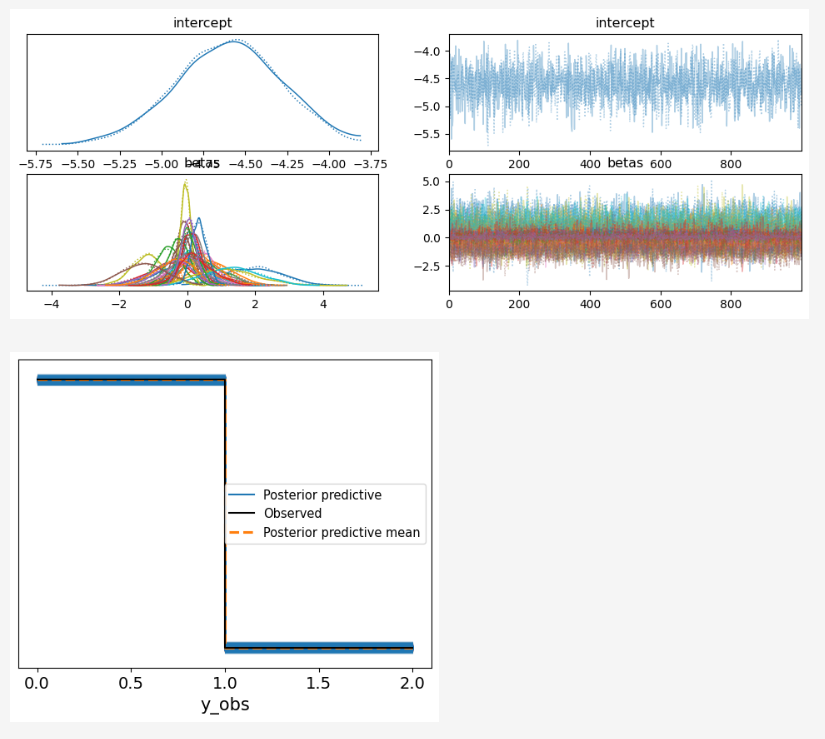 intercept
intercept
−5.75 −5.50 −5.25 −5.00 −4.75 −4.50 −4.25 −4.00 −3.75
−4.0
−4.5
−5.0
−5.5
0 200 400 600 800
betas
betas
−4 −2 0 2 4
5.0
2.5
0.0
−2.5
0 200 400 600 800
Posterior predictive
Observed
Posterior predictive mean
0.0 0.5 1.0 1.5 2.0
y_obs